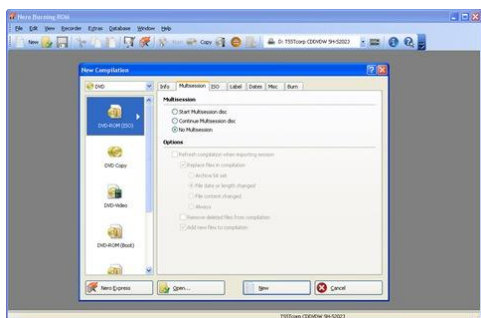 Nero Burning ROM
File Edit View Recorder Extras Database Window Help
New Copy D: TSSTcorp CDDVDW SH-S2023
New Compilation
DVD
Info Multisession ISO Label Dates Misc Burn
Multisession
Start Multisession disc
Continue Multisession disc
No Multisession
Options
Refresh compilation when importing session
Replace files in compilation
Archive bit set
File date or length changed
File content changed
Always
Remove deleted files from compilation
Add new files to compilation
DVD-ROM (ISO)
DVD Copy
DVD-Video
DVD-ROM (Boot)
Nero Express Open... New Cancel
TSSTcorp CDDVDW SH-S2023